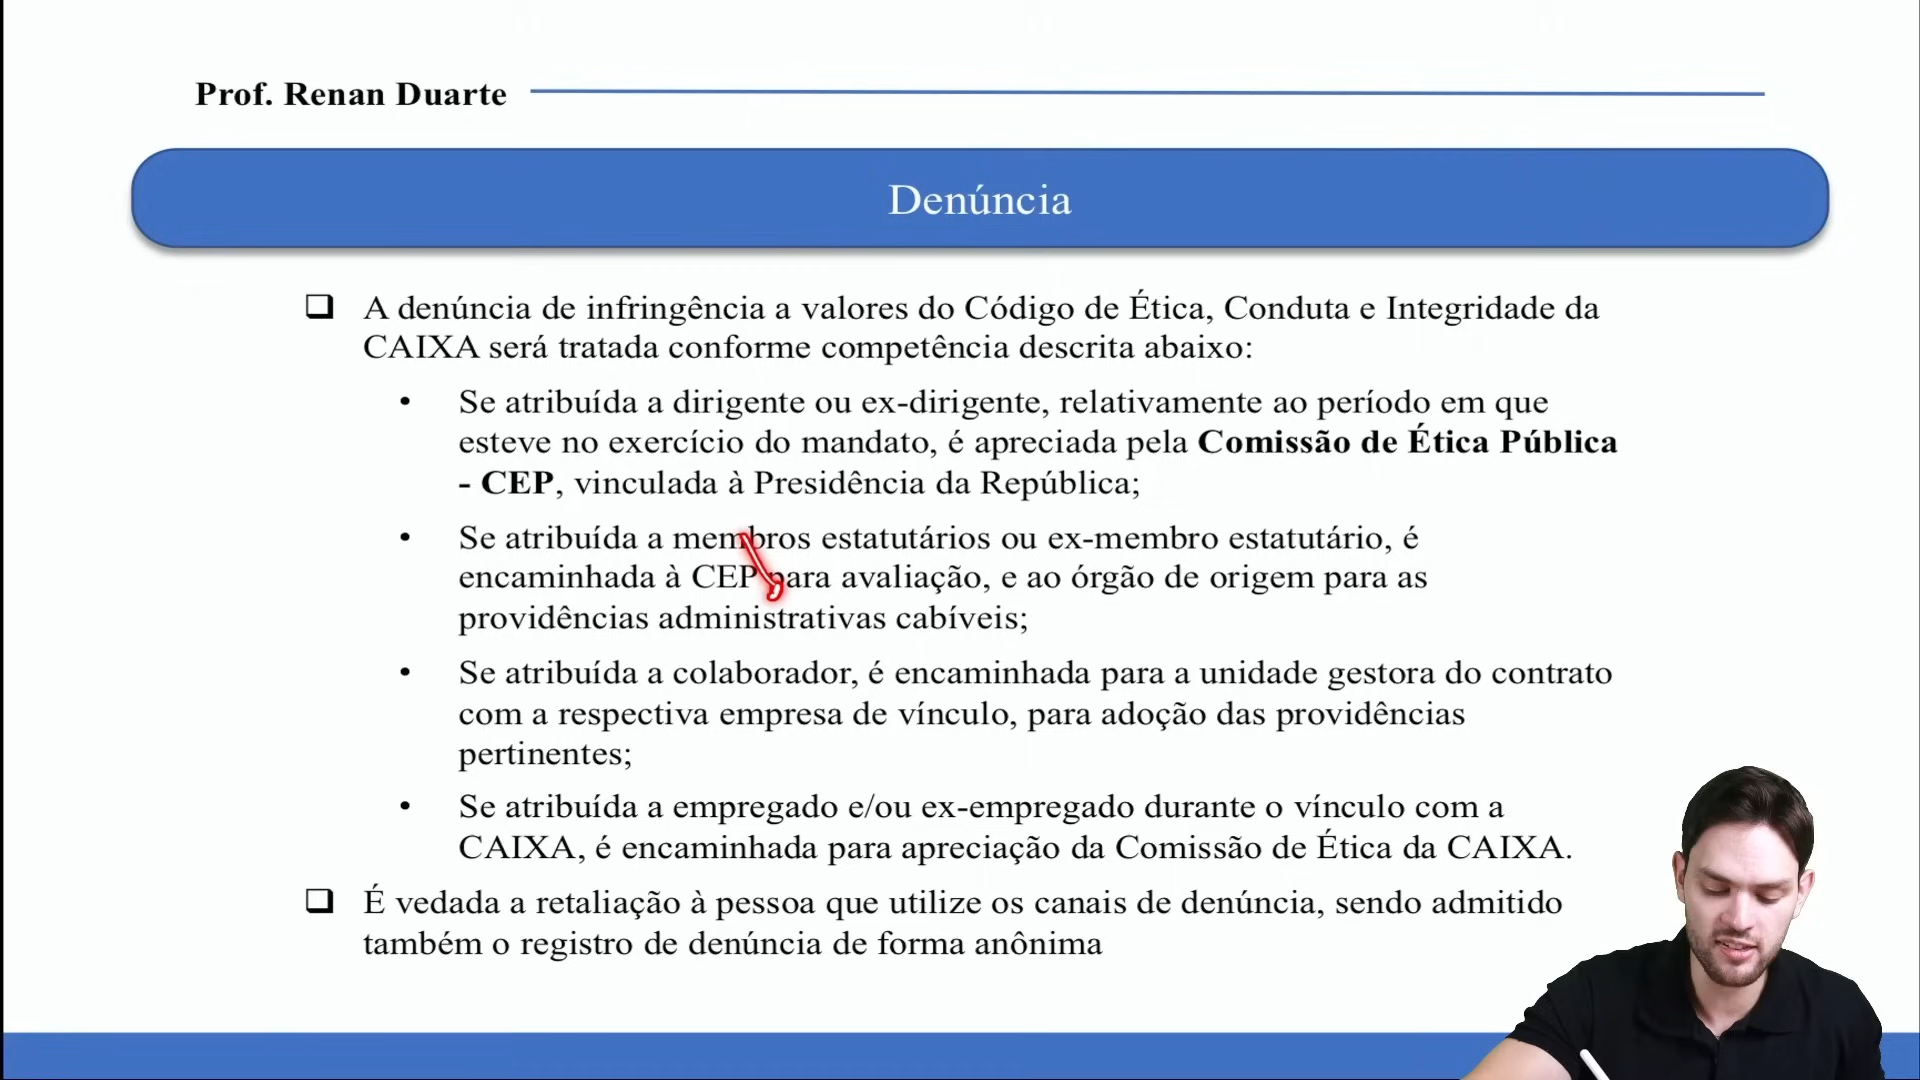 Prof. Renan Duarte
Denúncia
❑ A denúncia de infringência a valores do Código de Ética, Conduta e Integridade da
CAIXA será tratada conforme competência descrita abaixo:
• Se atribuída a dirigente ou ex-dirigente, relativamente ao período em que
esteve no exercício do mandato, é apreciada pela Comissão de Ética Pública
- CEP, vinculada à Presidência da República;
• Se atribuída a membros estatutários ou ex-membro estatutário, é
encaminhada à CEP para avaliação, e ao órgão de origem para as
providências administrativas cabíveis;
• Se atribuída a colaborador, é encaminhada para a unidade gestora do contrato
com a respectiva empresa de vínculo, para adoção das providências
pertinentes;
• Se atribuída a empregado e/ou ex-empregado durante o vínculo com a
CAIXA, é encaminhada para apreciação da Comissão de Ética da CAIXA.
❑ É vedada a retaliação à pessoa que utilize os canais de denúncia, sendo admitido
também o registro de denúncia de forma anônima